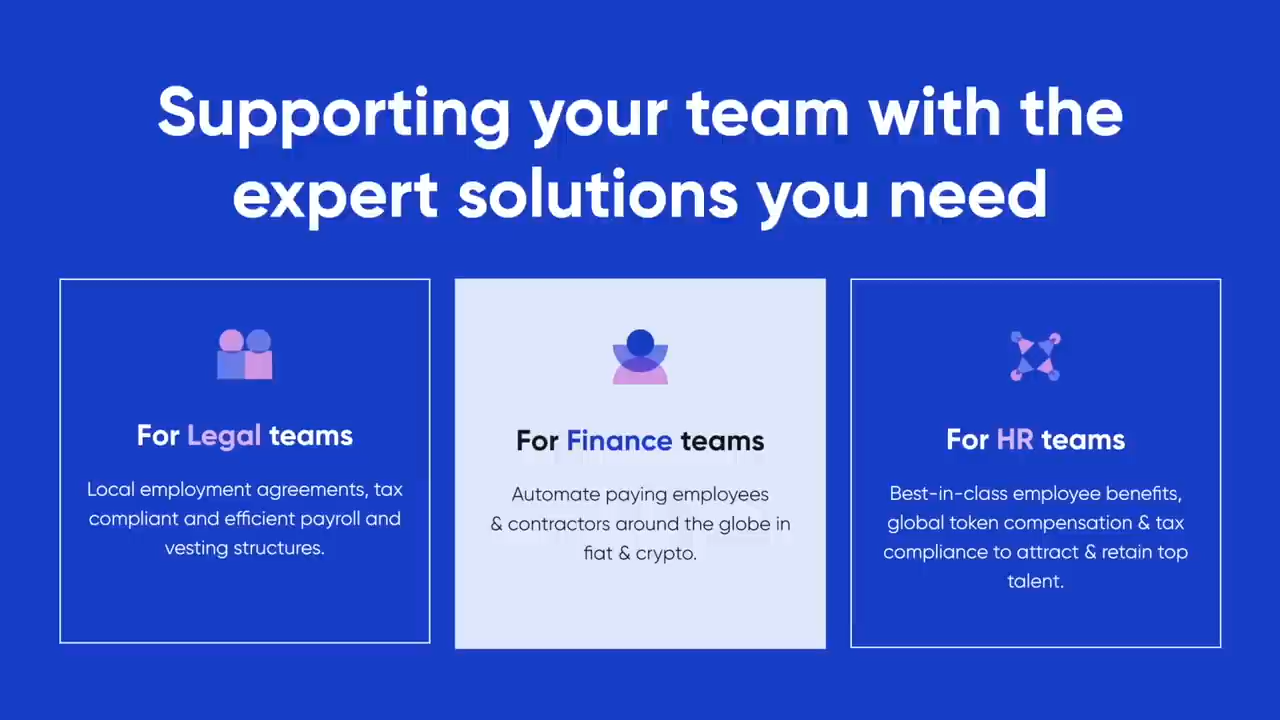 Supporting your team with the
expert solutions you need
For Legal teams
Local employment agreements, tax
compliant and efficient payroll and
vesting structures.
For Finance teams
Automate paying employees
& contractors around the globe in
fiat & crypto.
For HR teams
Best-in-class employee benefits,
global token compensation & tax
compliance to attract & retain top
talent.